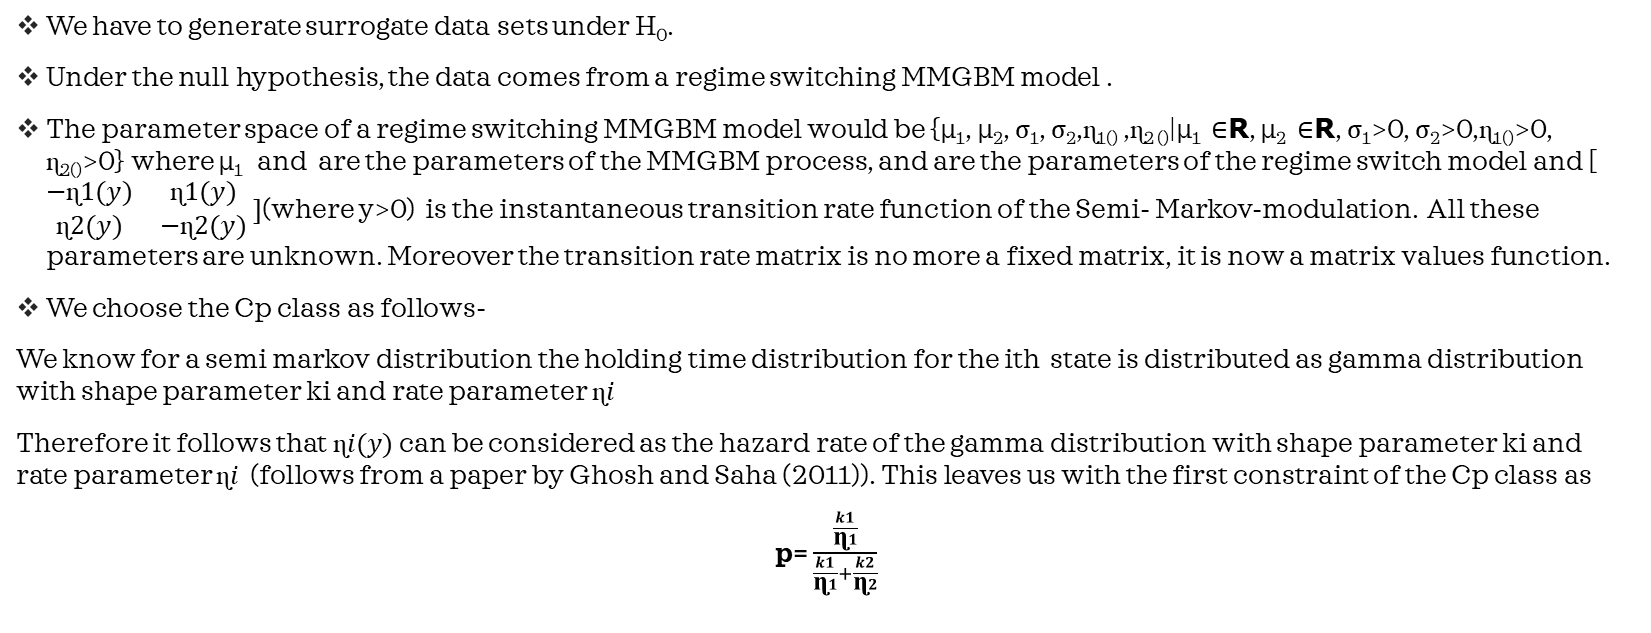 ❖ We have to generate surrogate data sets under H₀.
❖ Under the null hypothesis, the data comes from a regime switching MMGBM model .
❖ The parameter space of a regime switching MMGBM model would be {μ₁, μ₂, σ₁, σ₂,η₁₍₎ ,η₂₍₎|μ₁ ∈R, μ₂ ∈R, σ₁>0, σ₂>0,η₁₍₎>0,
η₂₍₎>0} where μ₁ and are the parameters of the MMGBM process, and are the parameters of the regime switch model and [
−η1(y) η1(y)
η2(y) −η2(y) ](where y>0) is the instantaneous transition rate function of the Semi- Markov-modulation. All these
parameters are unknown. Moreover the transition rate matrix is no more a fixed matrix, it is now a matrix values function.
❖ We choose the Cp class as follows-
We know for a semi markov distribution the holding time distribution for the ith state is distributed as gamma distribution
with shape parameter ki and rate parameter ηi
Therefore it follows that ηi(y) can be considered as the hazard rate of the gamma distribution with shape parameter ki and
rate parameter ηi (follows from a paper by Ghosh and Saha (2011)). This leaves us with the first constraint of the Cp class as
k1
η1
p=
k1 + k2
η1 η2